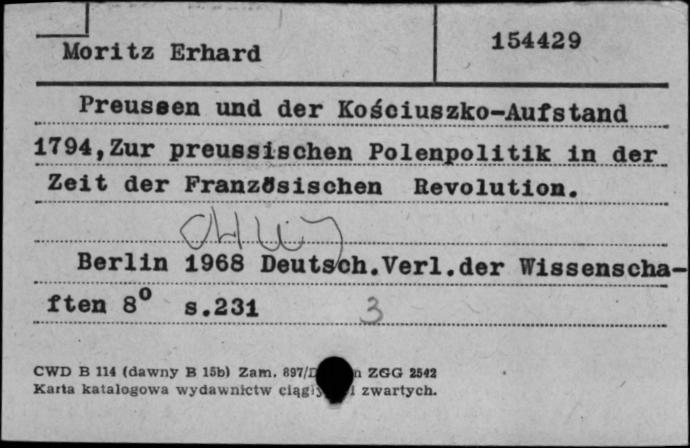 Moritz Erhard
154429
Preussen und der Kościuszko-Aufstand
1794,Zur preussischen Polenpolitik in der
Zeit der Französischen Revolution.
Berlin 1968 Deutsch.Verl.der Wissenscha-
ften 8° s.231
3
CWD B 114 (dawny B 15b) Zam. ZGG 2542
Karta katalogowa wydawnictw zwartych.